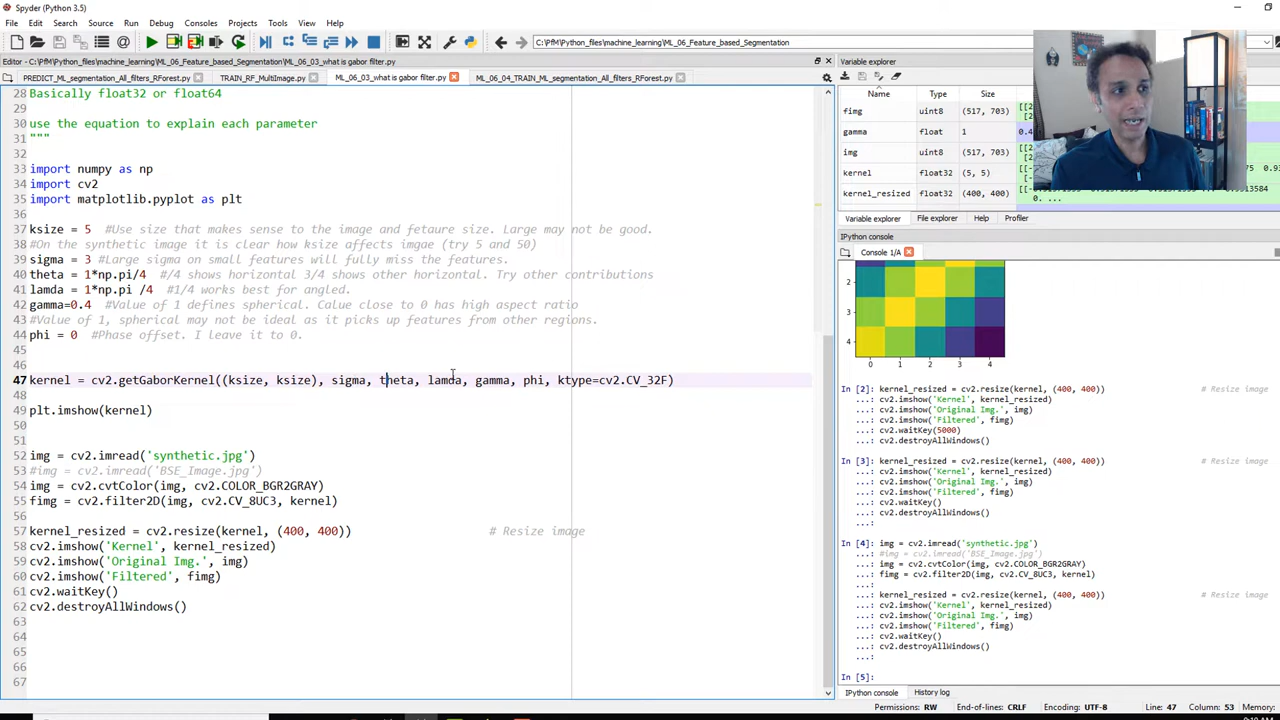 Spyder (Python 3.5)
File Edit Search Source Run Debug Consoles Projects Tools View Help
C:\PfM\Python_files\machine_learning\ML_06_Feature_based_Segmentation
Editor - C:\PfM\Python_files\machine_learning\ML_06_Feature_based_Segmentation\ML_06_03_what is gabor filter.py
PREDICT_ML_segmentation_All_filters_RForest.py TRAIN_RF_MultiImage.py ML_06_03_what is gabor filter.py ML_06_04_TRAIN_ML_segmentation_All_filters_RForest.py
28 Basically float32 or float64
29
30 use the equation to explain each parameter
31 """
32
33 import numpy as np
34 import cv2
35 import matplotlib.pyplot as plt
36
37 ksize = 5 #Use size that makes sense to the image and fetaure size. Large may not be good.
38 #On the synthetic image it is clear how ksize affects imgae (try 5 and 50)
39 sigma = 3 #Large sigma on small features will fully miss the features.
40 theta = 1*np.pi/4 #/4 shows horizontal 3/4 shows other horizontal. Try other contributions
41 lamda = 1*np.pi /4 #1/4 works best for angled.
42 gamma=0.4 #Value of 1 defines spherical. Calue close to 0 has high aspect ratio
43 #Value of 1, spherical may not be ideal as it picks up features from other regions.
44 phi = 0 #Phase offset. I leave it to 0.
45
46
47 kernel = cv2.getGaborKernel((ksize, ksize), sigma, theta, lamda, gamma, phi, ktype=cv2.CV_32F)
48
49 plt.imshow(kernel)
50
51
52 img = cv2.imread('synthetic.jpg')
53 #img = cv2.imread('BSE_Image.jpg')
54 img = cv2.cvtColor(img, cv2.COLOR_BGR2GRAY)
55 fimg = cv2.filter2D(img, cv2.CV_8UC3, kernel)
56
57 kernel_resized = cv2.resize(kernel, (400, 400)) # Resize image
58 cv2.imshow('Kernel', kernel_resized)
59 cv2.imshow('Original Img.', img)
60 cv2.imshow('Filtered', fimg)
61 cv2.waitKey()
62 cv2.destroyAllWindows()
63
64
65
66
67
Variable explorer
Name Type Size
fimg uint8 (517, 703) [[2
[2
gamma float 1 0.4
img uint8 (517, 703) [[2
[2
kernel float32 (5, 5)
kernel_resized float32 (400, 400)
0. ...
Variable explorer File explorer Help Profiler
IPython console
Console 1/A
2
3
4
0 1 2 3 4
In [2]: kernel_resized = cv2.resize(kernel, (400, 400)) # Resize image
...: cv2.imshow('Kernel', kernel_resized)
...: cv2.imshow('Original Img.', img)
...: cv2.imshow('Filtered', fimg)
...: cv2.waitKey(5000)
...: cv2.destroyAllWindows()
In [3]: kernel_resized = cv2.resize(kernel, (400, 400)) # Resize image
...: cv2.imshow('Kernel', kernel_resized)
...: cv2.imshow('Original Img.', img)
...: cv2.imshow('Filtered', fimg)
...: cv2.waitKey()
...: cv2.destroyAllWindows()
...:
In [4]: img = cv2.imread('synthetic.jpg')
...: #img = cv2.imread('BSE_Image.jpg')
...: img = cv2.cvtColor(img, cv2.COLOR_BGR2GRAY)
...: fimg = cv2.filter2D(img, cv2.CV_8UC3, kernel)
...:
...: kernel_resized = cv2.resize(kernel, (400, 400)) # Resize image
...: cv2.imshow('Kernel', kernel_resized)
...: cv2.imshow('Original Img.', img)
...: cv2.imshow('Filtered', fimg)
...: cv2.waitKey()
...: cv2.destroyAllWindows()
...:
In [5]:
IPython console History log
Permissions: RW End-of-lines: CRLF Encoding: UTF-8 Line: 47 Column: 53 Memory: